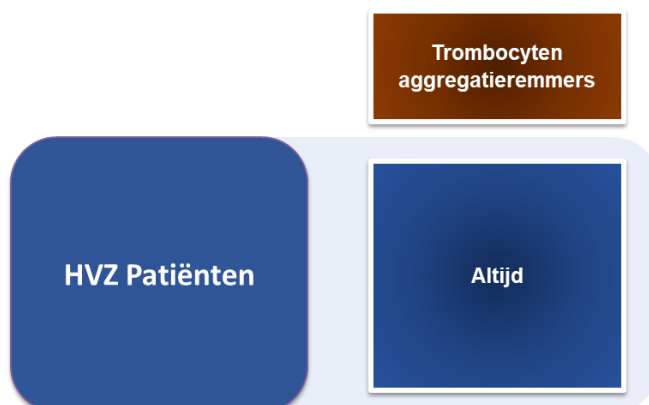 Trombocyten
aggregatieremmers
HVZ Patiënten
Altijd